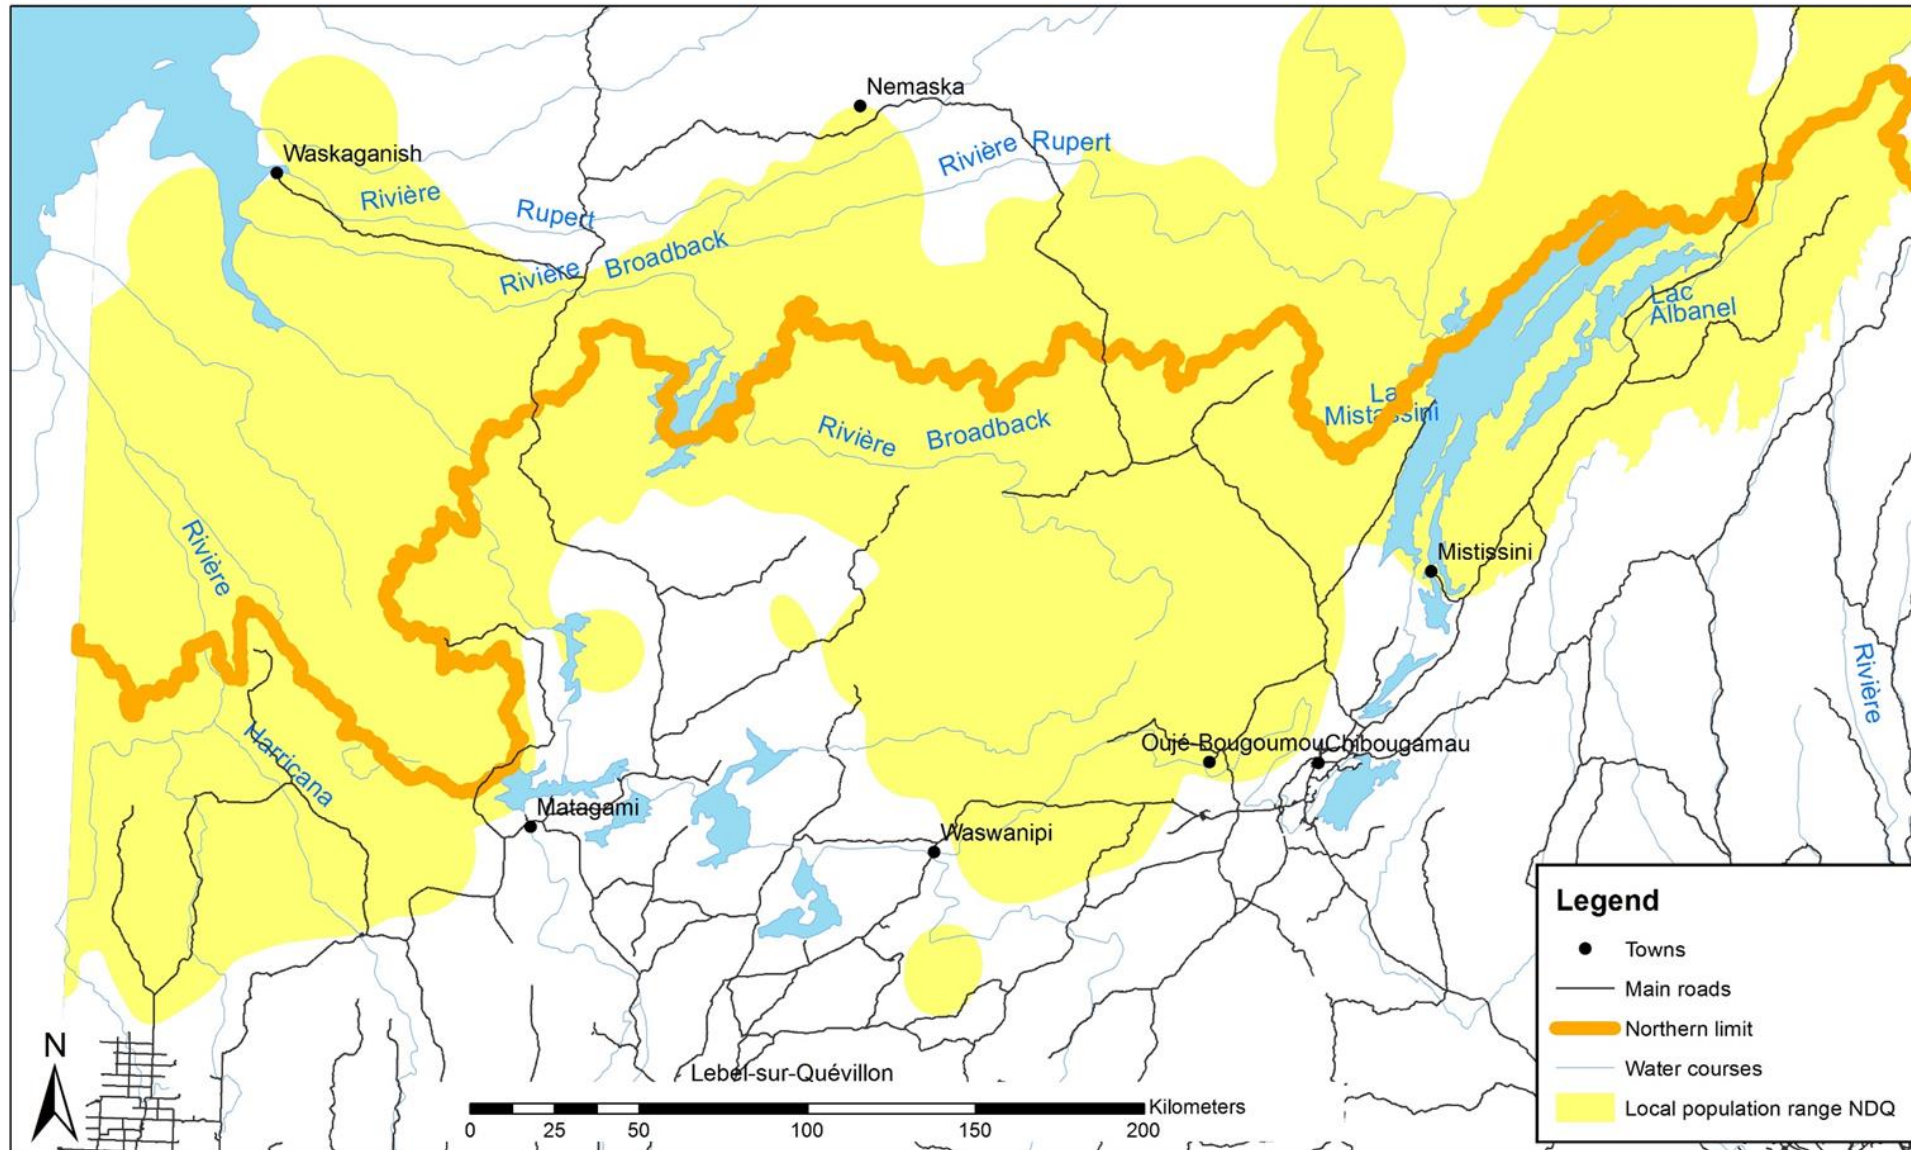 Nemaska
Waskaganish
Rivière Rupert
Rivière Rupert
Rivière Broadback
Lac
Albanel
La
Mistassini
Rivière Broadback
Rivière
Mistissini
Rivière
Harricana
Oujé-Bougoumou
Chibougamau
Matagami
Waswanipi
Legend
Towns
Main roads
Northern limit
Water courses
Local population range NDQ
N
Lebel-sur-Quévillon
Kilometers
0 25 50 100 150 200